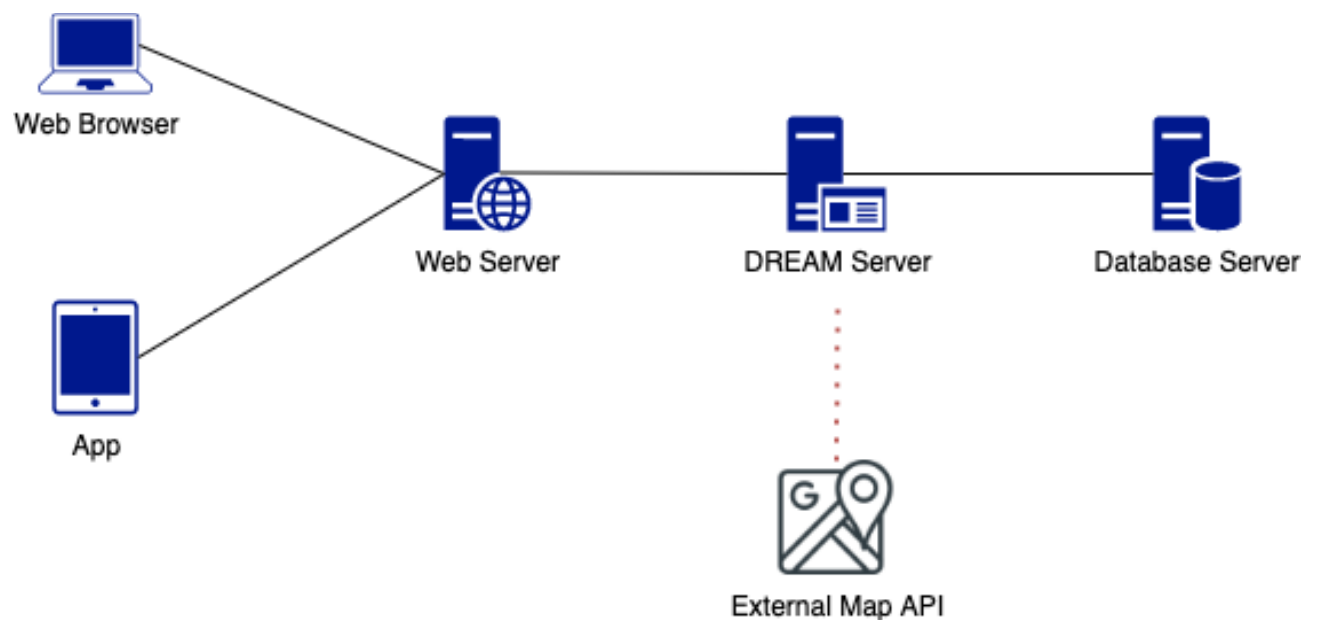 Web Browser
Web Server
DREAM Server
Database Server
App
G
External Map API